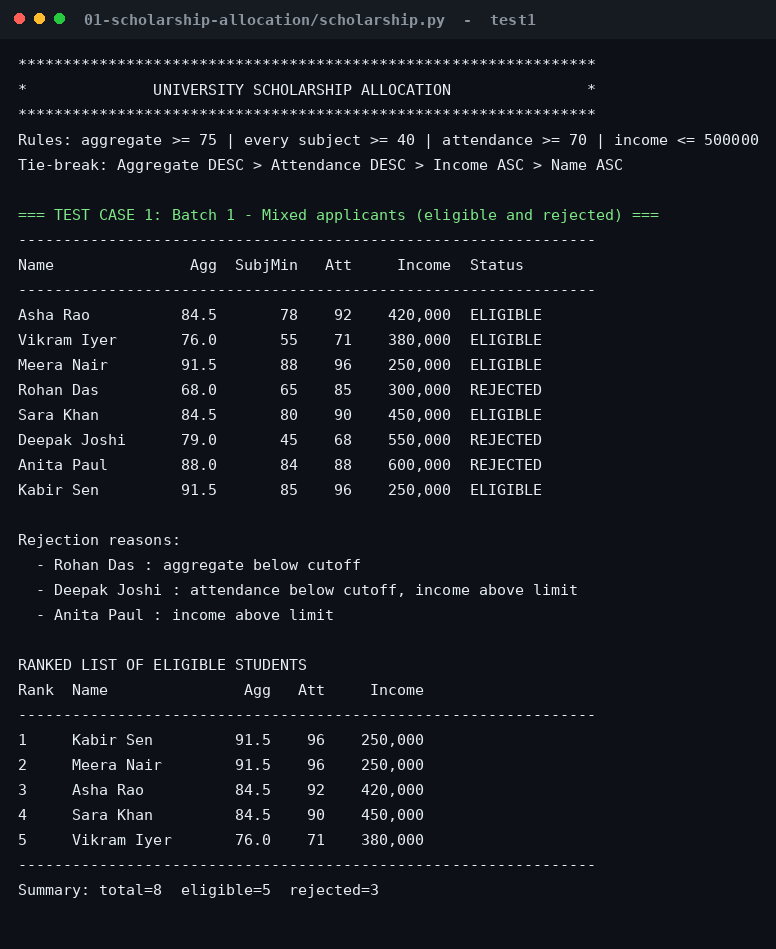 01-scholarship-allocation/scholarship.py  -  test1
****************************************************************
*              UNIVERSITY SCHOLARSHIP ALLOCATION               *
****************************************************************
Rules: aggregate >= 75 | every subject >= 40 | attendance >= 70 | income <= 500000
Tie-break: Aggregate DESC > Attendance DESC > Income ASC > Name ASC
=== TEST CASE 1: Batch 1 - Mixed applicants (eligible and rejected) ===
----------------------------------------------------------------
Name               Agg  SubjMin   Att     Income  Status
----------------------------------------------------------------
Asha Rao          84.5       78    92    420,000  ELIGIBLE
Vikram Iyer       76.0       55    71    380,000  ELIGIBLE
Meera Nair        91.5       88    96    250,000  ELIGIBLE
Rohan Das         68.0       65    85    300,000  REJECTED
Sara Khan         84.5       80    90    450,000  ELIGIBLE
Deepak Joshi      79.0       45    68    550,000  REJECTED
Anita Paul        88.0       84    88    600,000  REJECTED
Kabir Sen         91.5       85    96    250,000  ELIGIBLE
Rejection reasons:
  - Rohan Das : aggregate below cutoff
  - Deepak Joshi : attendance below cutoff, income above limit
  - Anita Paul : income above limit
RANKED LIST OF ELIGIBLE STUDENTS
Rank  Name               Agg   Att     Income
----------------------------------------------------------------
1     Kabir Sen         91.5    96    250,000
2     Meera Nair        91.5    96    250,000
3     Asha Rao          84.5    92    420,000
4     Sara Khan         84.5    90    450,000
5     Vikram Iyer       76.0    71    380,000
----------------------------------------------------------------
Summary: total=8  eligible=5  rejected=3